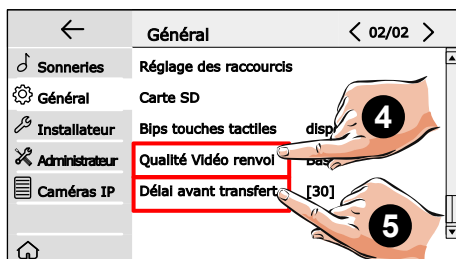 Général
< 02/02 >
Sonneries
Général
Installateur
Administrateur
Caméras IP
Réglage des raccourcis
Carte SD
Bips touches tactiles
Qualité Vidéo renvoi
Délai avant transfert [30]
4
5